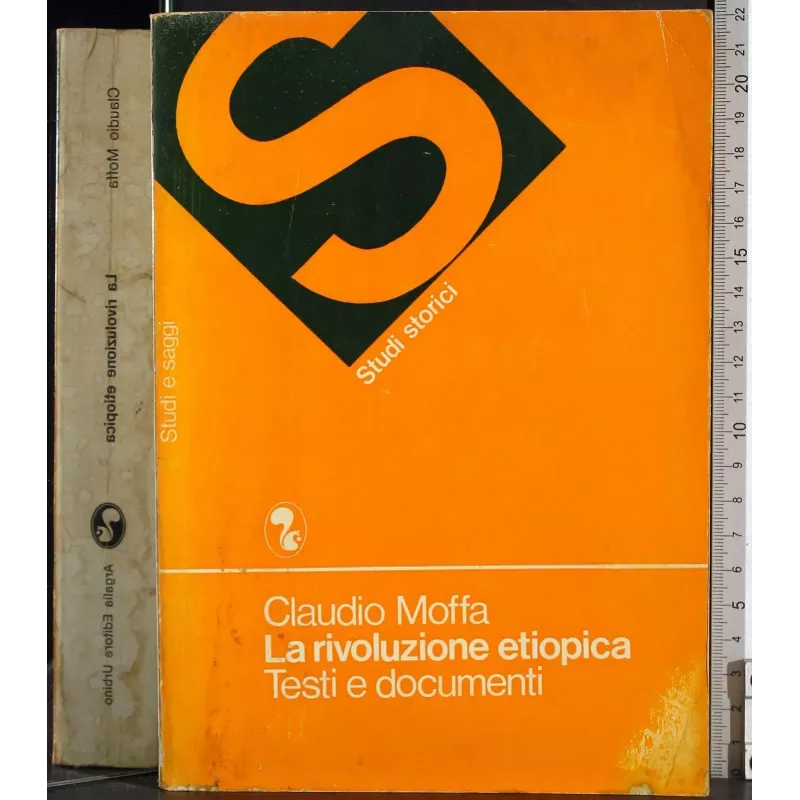 S
Studi storici
Studi e saggi
Claudio Moffa
La rivoluzione etiopica
Testi e documenti
Claudio Moffa
La rivoluzione etiopica
Argalia Editore Urbino
22
21
20
19
18
17
16
15
14
13
12
11
10
9
8
7
6
5
4
3
2
1
0